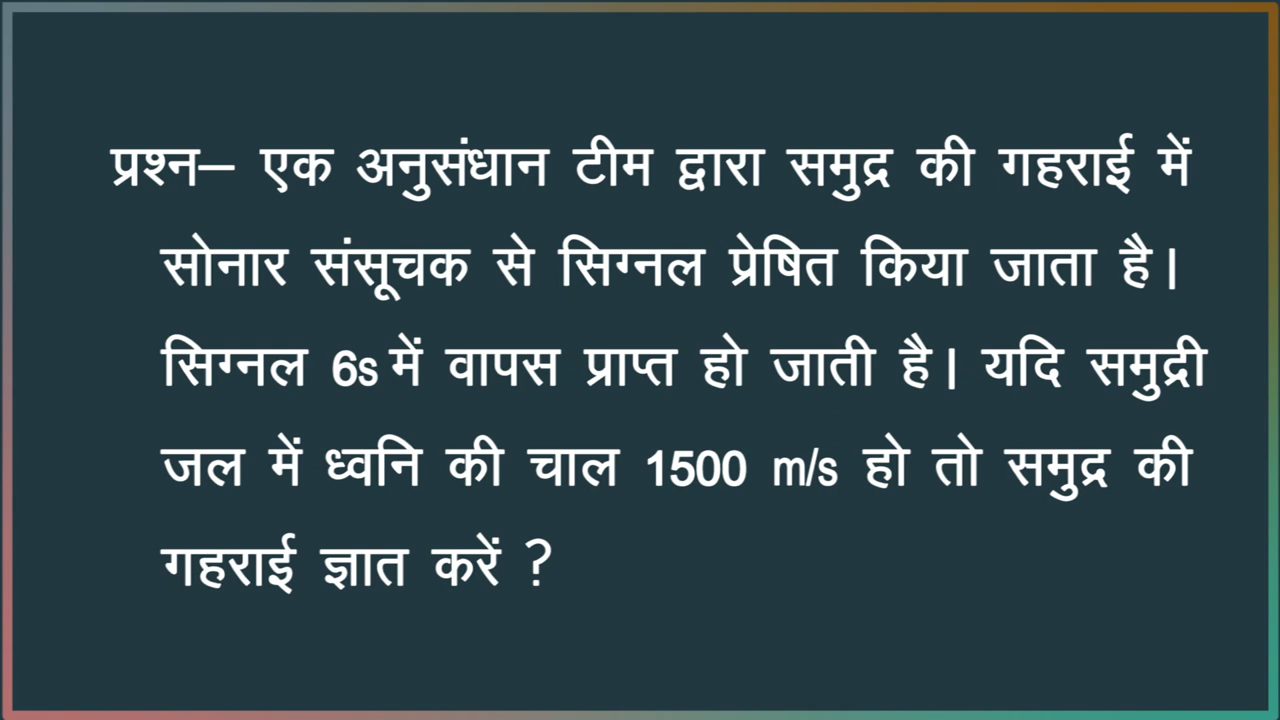 प्रश्न– एक अनुसंधान टीम द्वारा समुद्र की गहराई में
सोनार संसूचक से सिग्नल प्रेषित किया जाता है।
सिग्नल 6s में वापस प्राप्त हो जाती है। यदि समुद्री
जल में ध्वनि की चाल 1500 m/s हो तो समुद्र की
गहराई ज्ञात करें ?